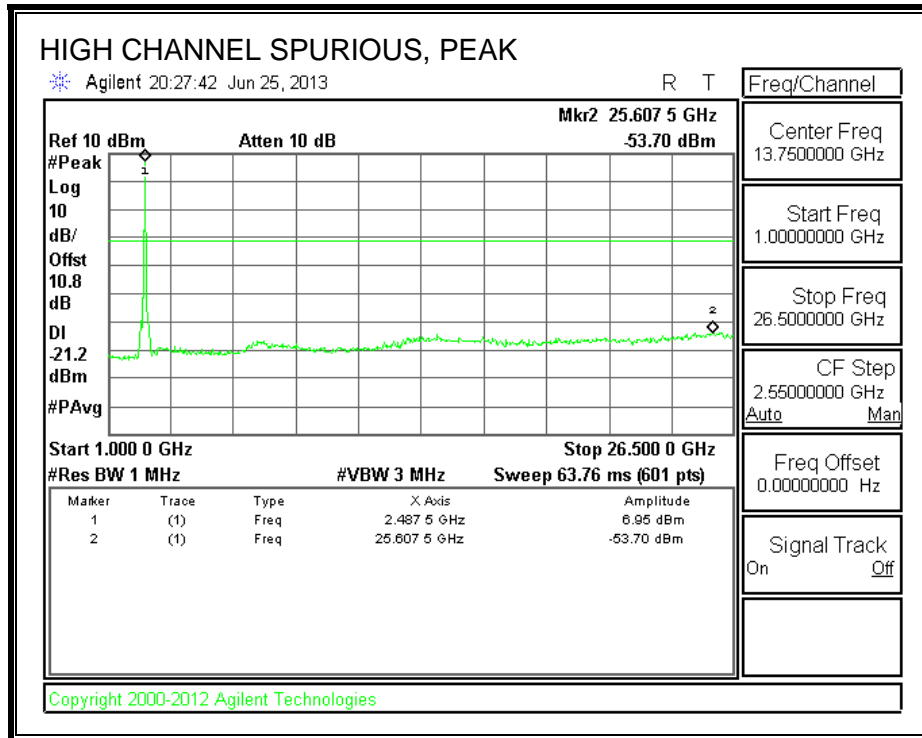 HIGH CHANNEL SPURIOUS, PEAK
Agilent 20:27:42 Jun 25, 2013 R T
Mkr2 25.607 5 GHz
Ref 10 dBm Atten 10 dB -53.70 dBm
#Peak
Log
10
dB/
Offst
10.8
dB
DI
-21.2
dBm
#PAvg
1
2
Start 1.000 0 GHz Stop 26.500 0 GHz
#Res BW 1 MHz #VBW 3 MHz Sweep 63.76 ms (601 pts)
Marker Trace Type X Axis Amplitude
1 (1) Freq 2.487 5 GHz 6.95 dBm
2 (1) Freq 25.607 5 GHz -53.70 dBm
Freq/Channel
Center Freq
13.7500000 GHz
Start Freq
1.00000000 GHz
Stop Freq
26.5000000 GHz
CF Step
2.55000000 GHz
Auto Man
Freq Offset
0.00000000 Hz
Signal Track
On Off
Copyright 2000-2012 Agilent Technologies